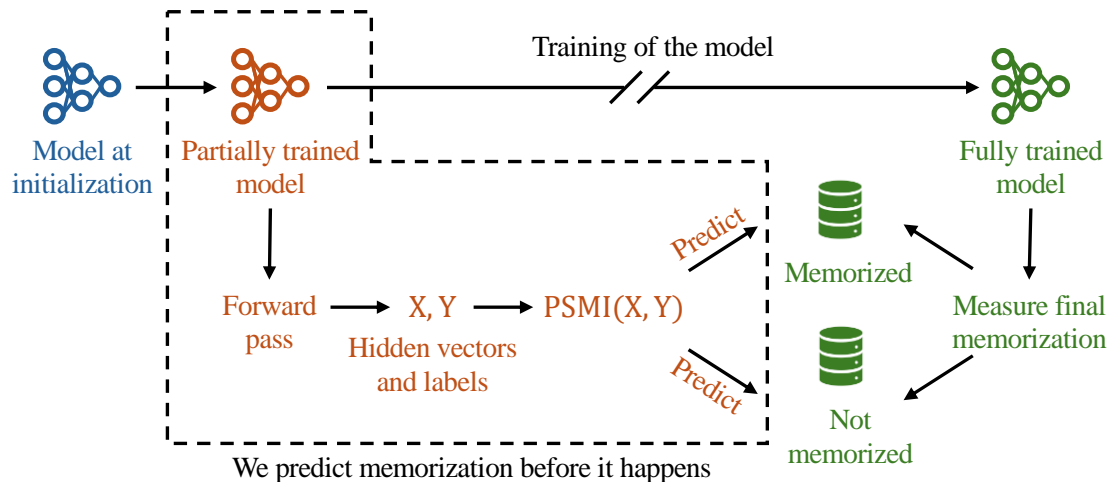 Training of the model
Model at
initialization
Partially trained
model
Fully trained
model
Predict
Memorized
Forward
pass
X, Y
Hidden vectors
and labels
PSMI(X, Y)
Measure final
memorization
Predict
Not
memorized
We predict memorization before it happens